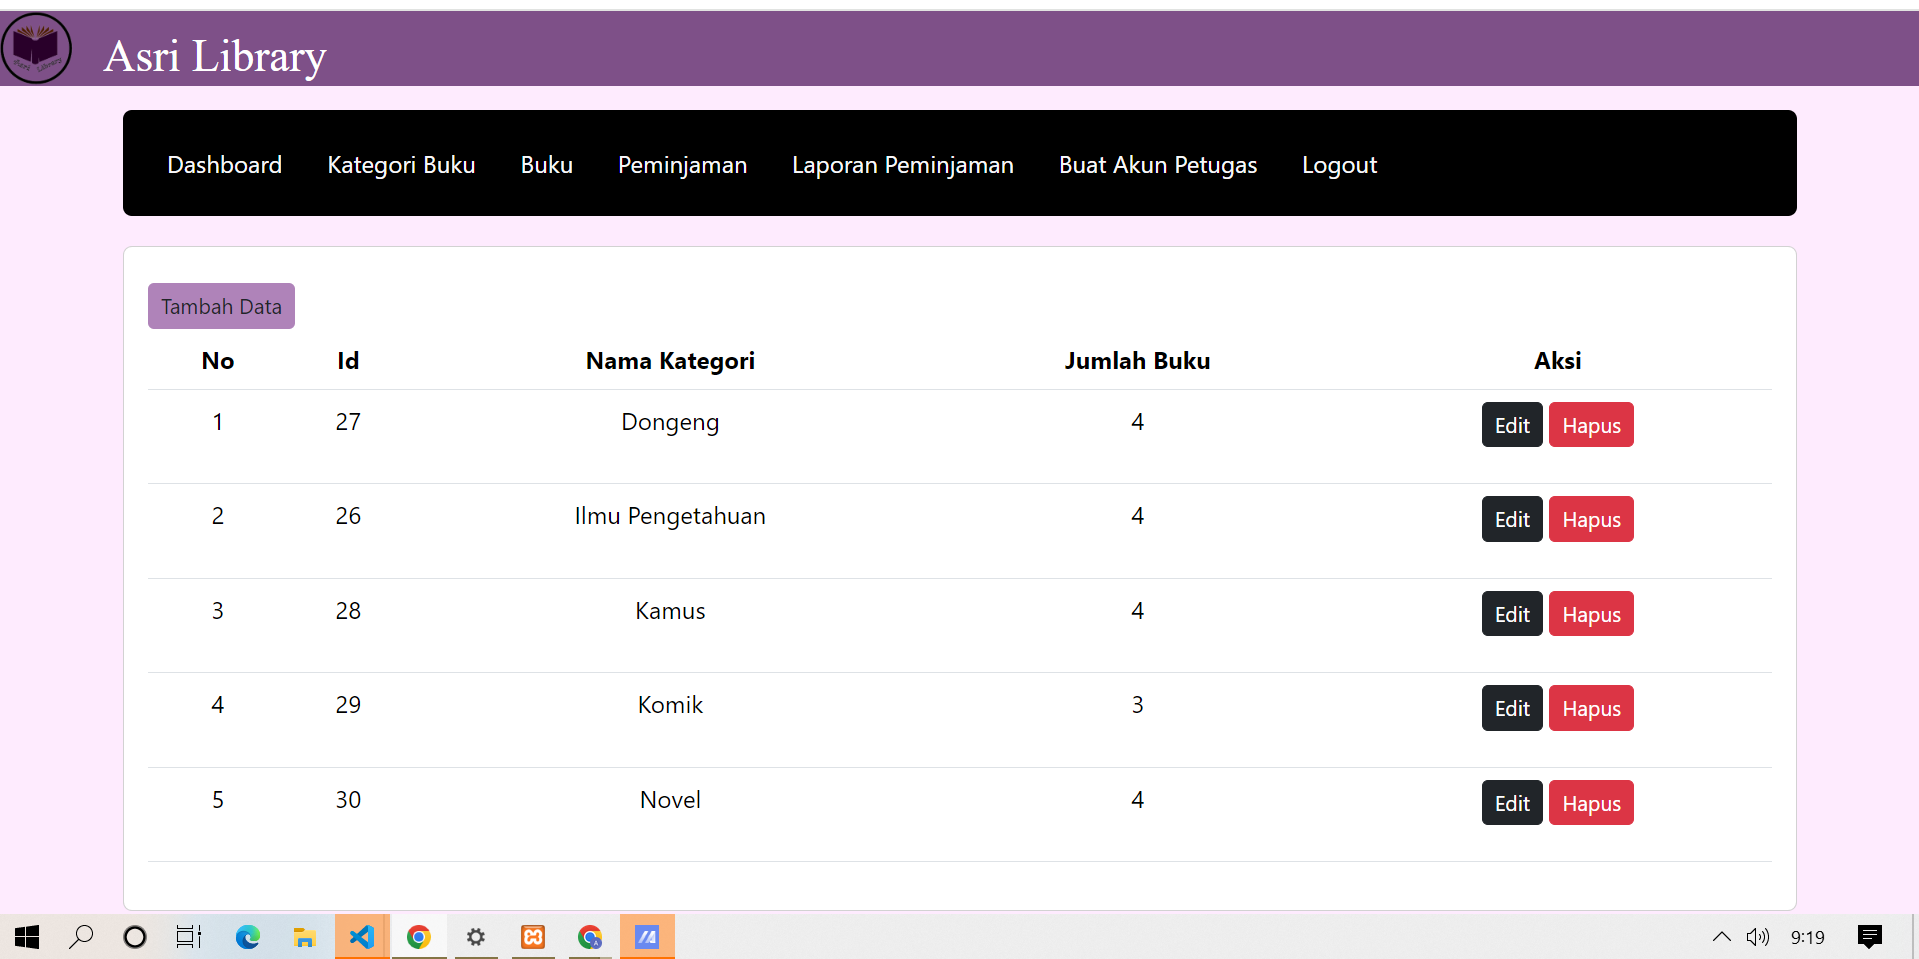 Asri Library
Dashboard Kategori Buku Buku Peminjaman Laporan Peminjaman Buat Akun Petugas Logout
Tambah Data
No Id Nama Kategori Jumlah Buku Aksi
1 27 Dongeng 4 Edit Hapus
2 26 Ilmu Pengetahuan 4 Edit Hapus
3 28 Kamus 4 Edit Hapus
4 29 Komik 3 Edit Hapus
5 30 Novel 4 Edit Hapus
9:19